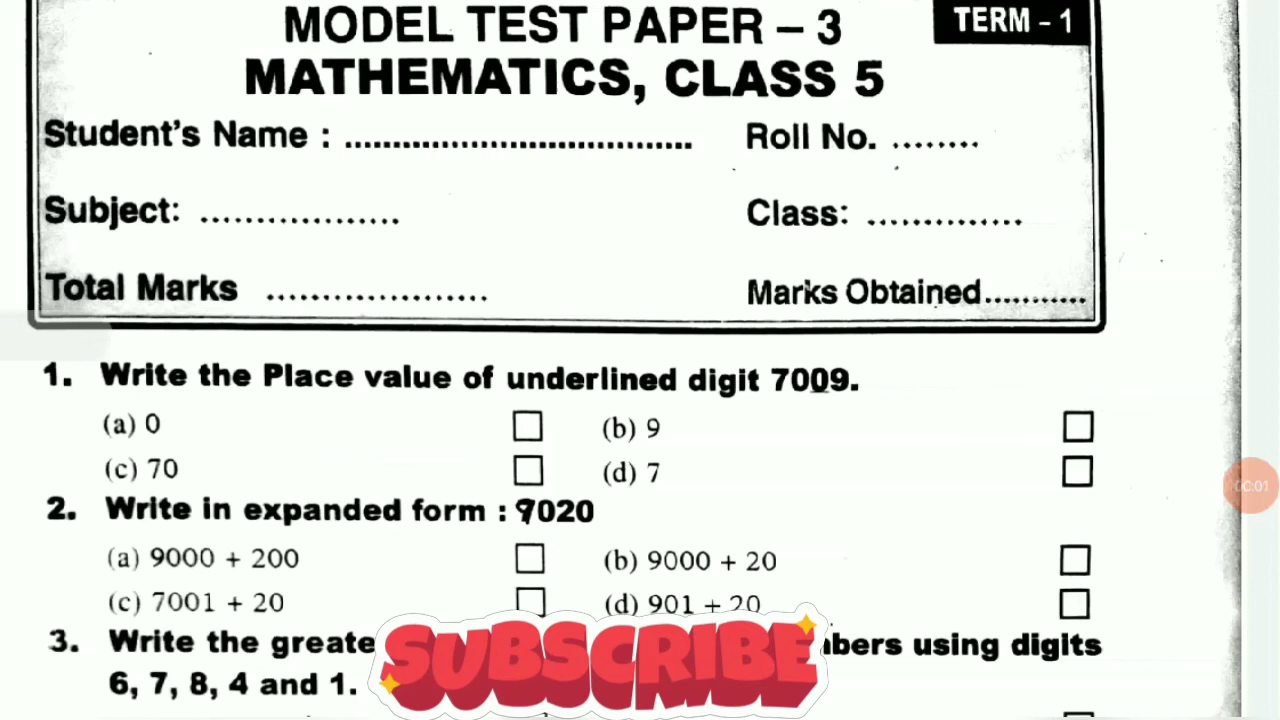 MODEL TEST PAPER – 3
TERM - 1
MATHEMATICS, CLASS 5
Student's Name : ....................................
Roll No. ........
Subject: ..................
Class: ..............
Total Marks ....................
Marks Obtained............
1. Write the Place value of underlined digit 7009.
(a) 0
(b) 9
(c) 70
(d) 7
2. Write in expanded form : 9020
(a) 9000 + 200
(b) 9000 + 20
(c) 7001 + 20
(d) 901 + 20
3. Write the using digits
6, 7, 8, 4 and 1.
SUBSCRIBE
00:01